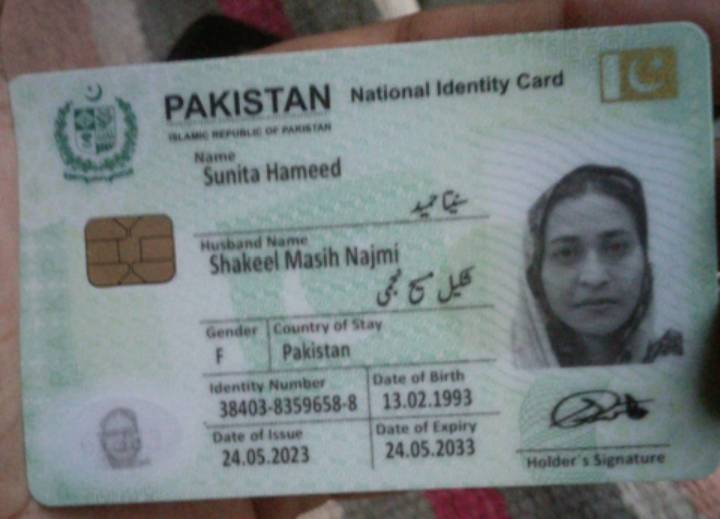 PAKISTAN National Identity Card
ISLAMIC REPUBLIC OF PAKISTAN
Name
Sunita Hameed
سنیتا حمید
Husband Name
Shakeel Masih Najmi
شکیل مسیح نجمی
Gender Country of Stay
F Pakistan
Identity Number Date of Birth
38403-8359658-8 13.02.1993
Date of Issue Date of Expiry
24.05.2023 24.05.2033
Holder's Signature